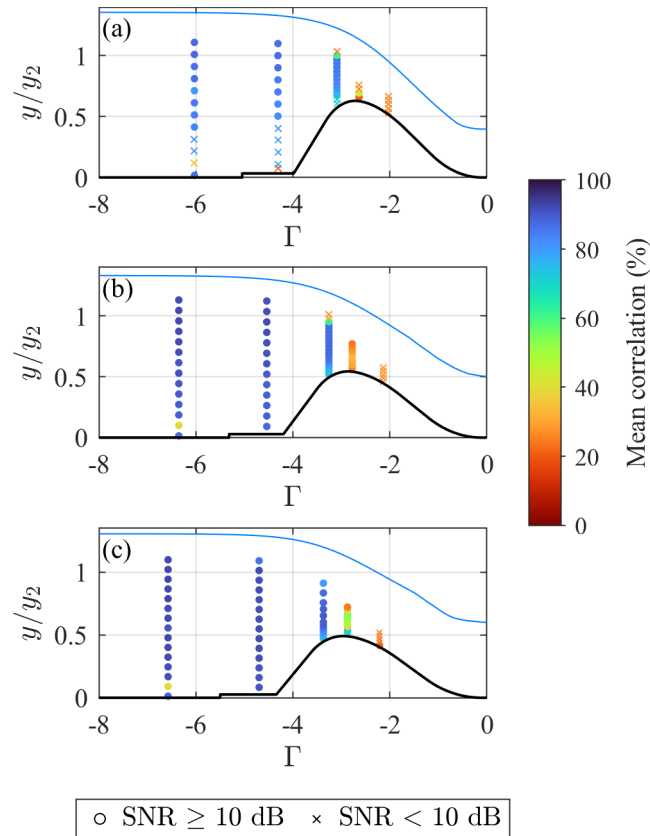 (a)
y/y₂
1
0.5
0
-8 -6 -4 -2 0
Γ
(b)
y/y₂
1
0.5
0
-8 -6 -4 -2 0
Γ
(c)
y/y₂
1
0.5
0
-8 -6 -4 -2 0
Γ
100
80
60
40
20
0
Mean correlation (%)
○ SNR ≥ 10 dB × SNR < 10 dB